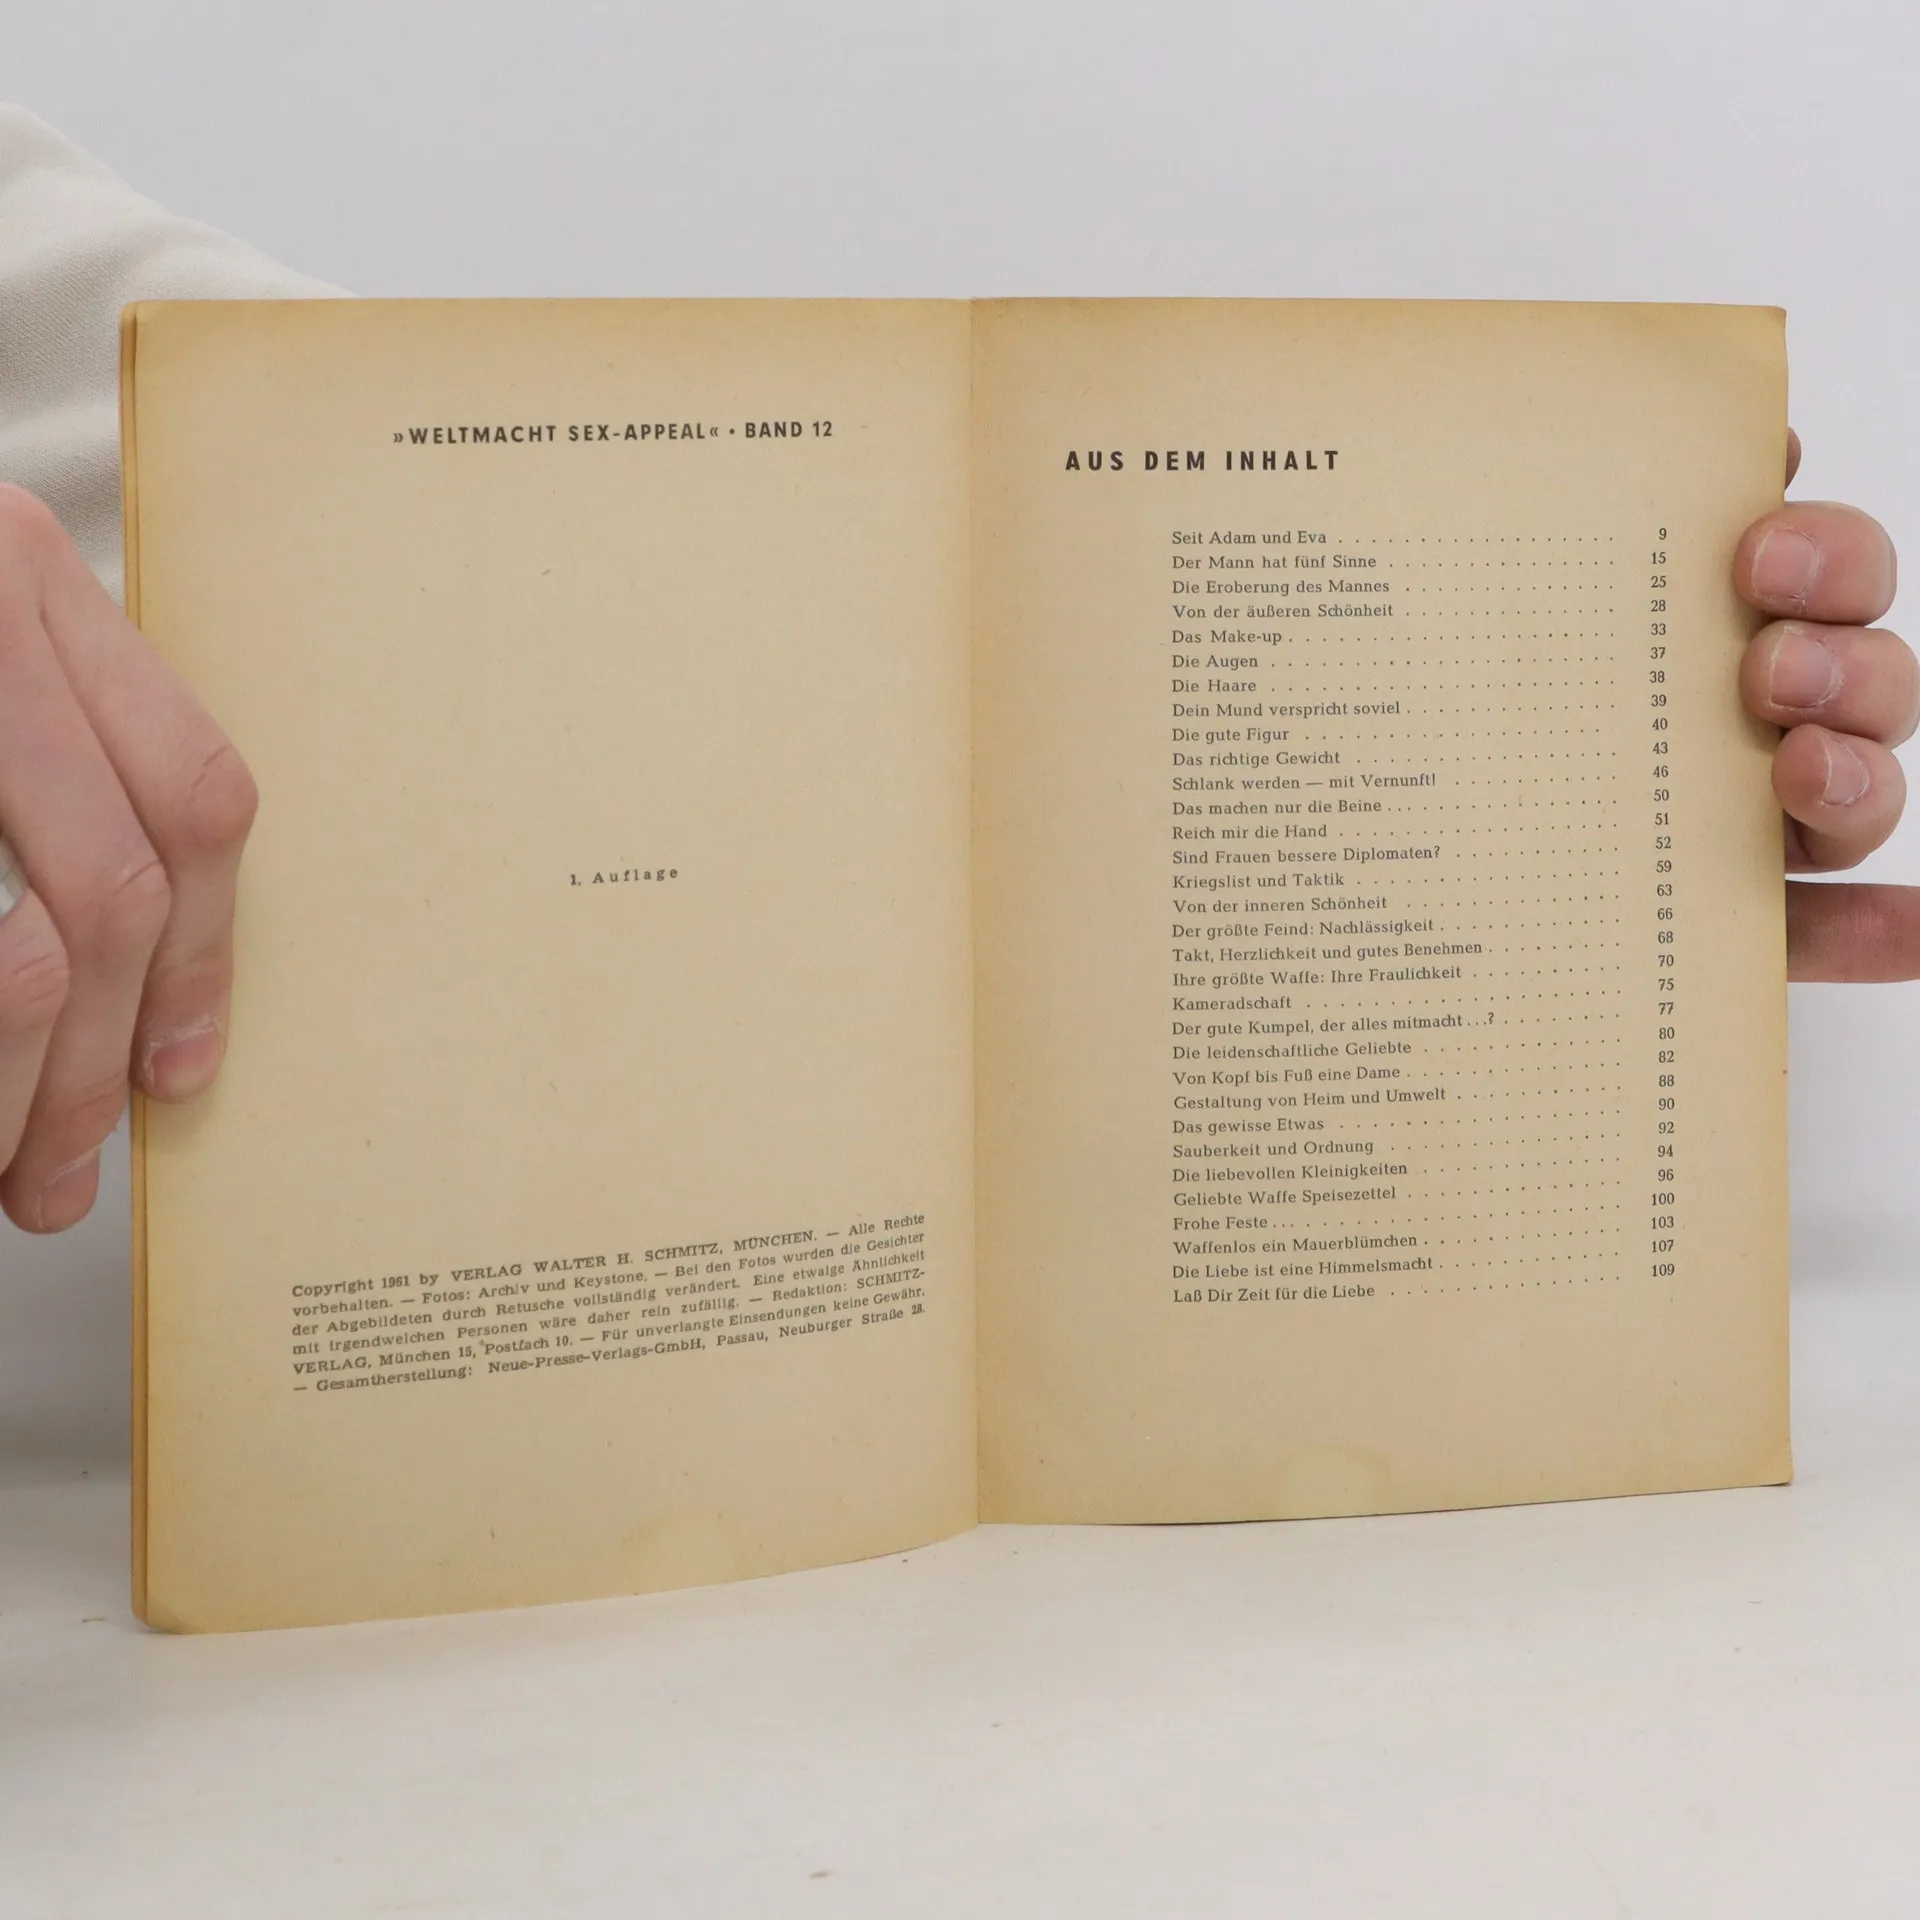 »WELTMACHT SEX-APPEAL« • BAND 12
1. Auflage
Copyright 1961 by VERLAG WALTER H. SCHMITZ, MÜNCHEN. — Alle Rechte
vorbehalten. — Fotos: Archiv und Keystone. — Bei den Fotos wurden die Gesichter
der Abgebildeten durch Retusche vollständig verändert. Eine etwaige Ähnlichkeit
mit irgendwelchen Personen wäre daher rein zufällig. — Redaktion: SCHMITZ-
VERLAG, München 15, Postfach 10. — Für unverlangte Einsendungen keine Gewähr.
— Gesamtherstellung: Neue-Presse-Verlags-GmbH, Passau, Neuburger Straße 28.
AUS DEM INHALT
Seit Adam und Eva . . . . . . . . . . . . . . . . . 9
Der Mann hat fünf Sinne . . . . . . . . . . . . . . 15
Die Eroberung des Mannes . . . . . . . . . . . . . 25
Von der äußeren Schönheit . . . . . . . . . . . . . 28
Das Make-up . . . . . . . . . . . . . . . . . . . . 33
Die Augen . . . . . . . . . . . . . . . . . . . . . 37
Die Haare . . . . . . . . . . . . . . . . . . . . . 38
Dein Mund verspricht soviel . . . . . . . . . . . . 39
Die gute Figur . . . . . . . . . . . . . . . . . . 40
Das richtige Gewicht . . . . . . . . . . . . . . . 43
Schlank werden — mit Vernunft! . . . . . . . . . . 46
Das machen nur die Beine . . . . . . . . . . . . . 50
Reich mir die Hand . . . . . . . . . . . . . . . . 51
Sind Frauen bessere Diplomaten? . . . . . . . . . . 52
Kriegslist und Taktik . . . . . . . . . . . . . . . 59
Von der inneren Schönheit . . . . . . . . . . . . . 63
Der größte Feind: Nachlässigkeit . . . . . . . . . 66
Takt, Herzlichkeit und gutes Benehmen . . . . . . . 68
Ihre größte Waffe: Ihre Fraulichkeit . . . . . . . 70
Kameradschaft . . . . . . . . . . . . . . . . . . . 75
Der gute Kumpel, der alles mitmacht . . .? . . . . . 77
Die leidenschaftliche Geliebte . . . . . . . . . . 80
Von Kopf bis Fuß eine Dame . . . . . . . . . . . . 82
Gestaltung von Heim und Umwelt . . . . . . . . . . 88
Das gewisse Etwas . . . . . . . . . . . . . . . . . 90
Sauberkeit und Ordnung . . . . . . . . . . . . . . 92
Die liebevollen Kleinigkeiten . . . . . . . . . . . 94
Geliebte Waffe Speisezettel . . . . . . . . . . . . 96
Frohe Feste . . . . . . . . . . . . . . . . . . . . 100
Waffenlos ein Mauerblümchen . . . . . . . . . . . . 103
Die Liebe ist eine Himmelsmacht . . . . . . . . . . 107
Laß Dir Zeit für die Liebe . . . . . . . . . . . . 109